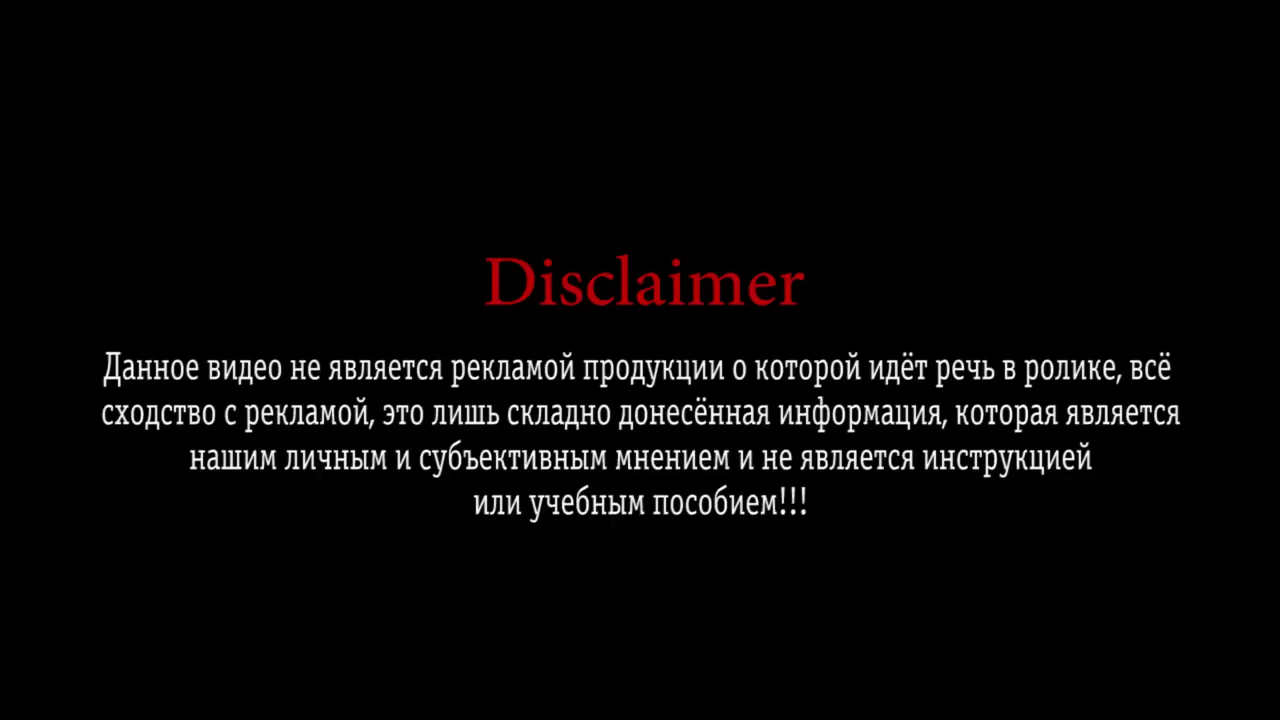 Disclaimer
Данное видео не является рекламой продукции о которой идёт речь в ролике, всё
сходство с рекламой, это лишь складно донесённая информация, которая является
нашим личным и субъективным мнением и не является инструкцией
или учебным пособием!!!